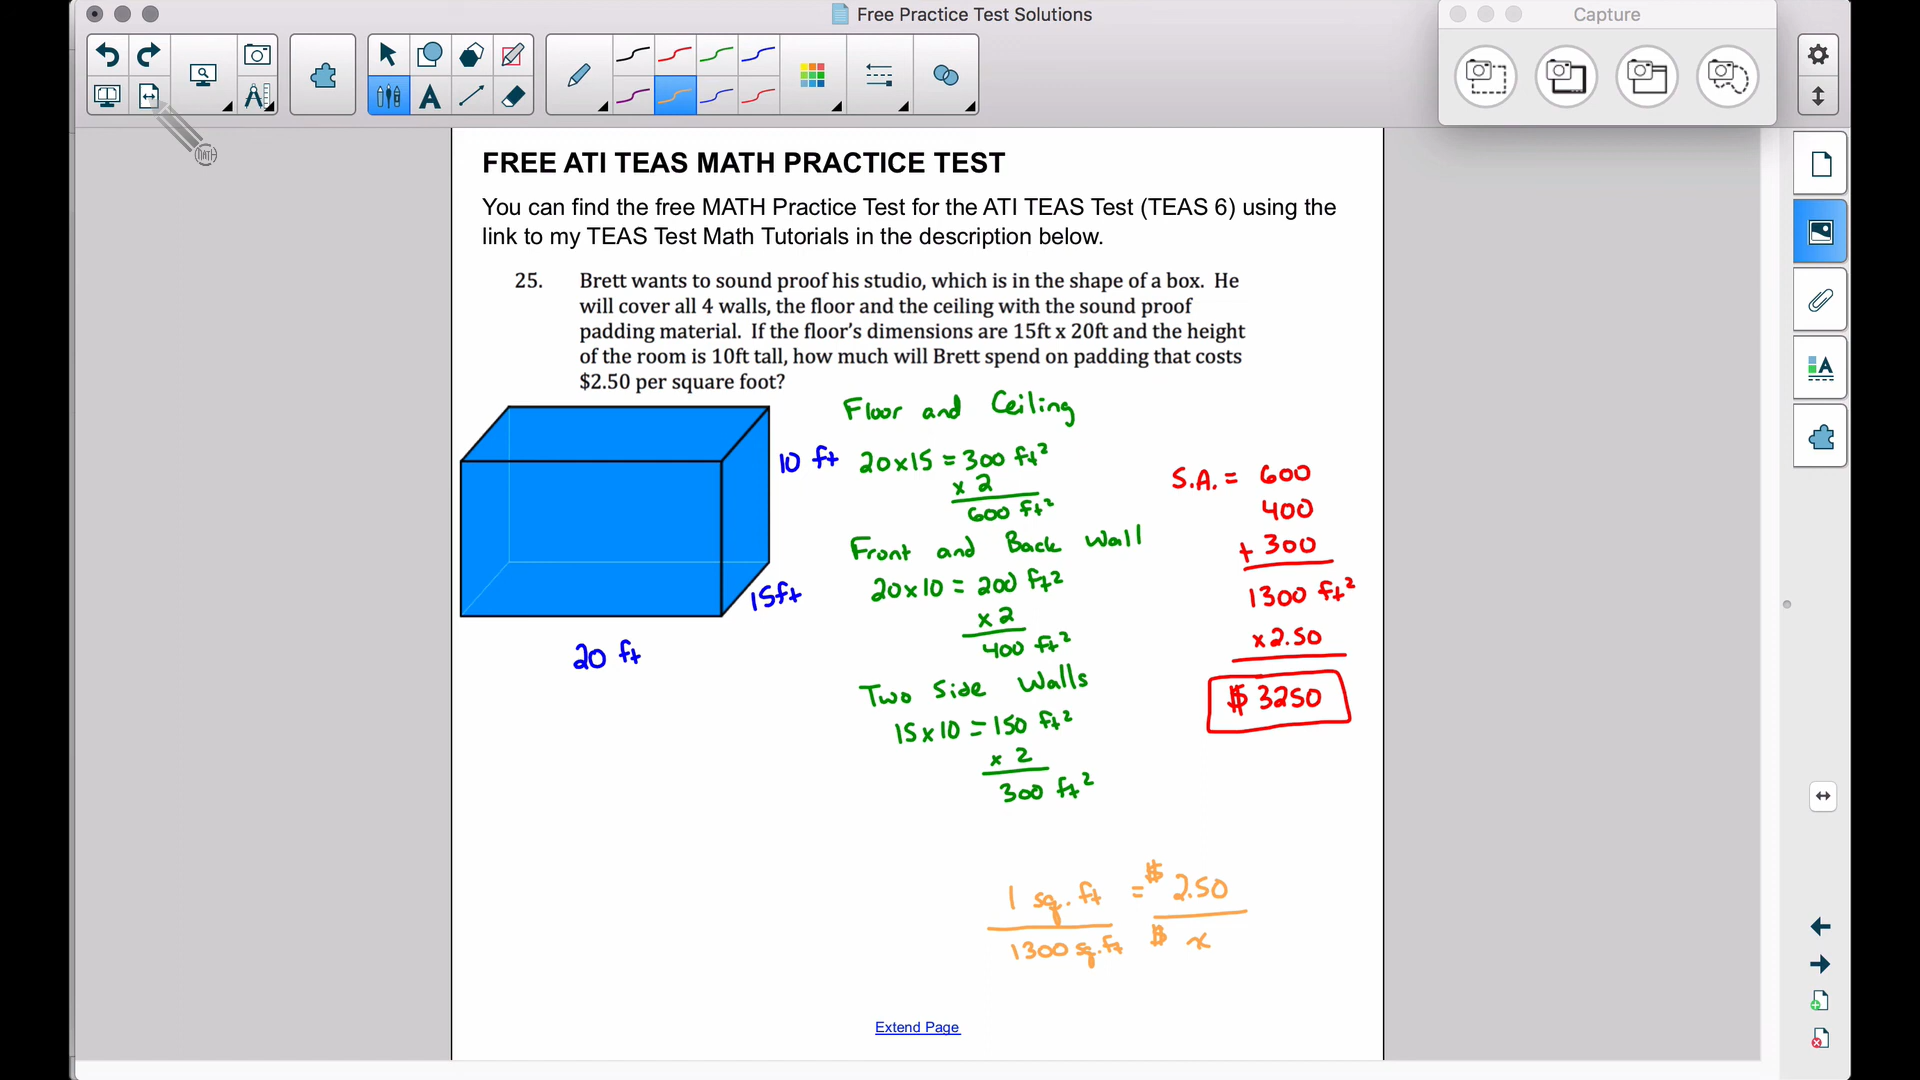 Free Practice Test Solutions
Capture
MATH
FREE ATI TEAS MATH PRACTICE TEST
You can find the free MATH Practice Test for the ATI TEAS Test (TEAS 6) using the
link to my TEAS Test Math Tutorials in the description below.
25. Brett wants to sound proof his studio, which is in the shape of a box. He
will cover all 4 walls, the floor and the ceiling with the sound proof
padding material. If the floor's dimensions are 15ft x 20ft and the height
of the room is 10ft tall, how much will Brett spend on padding that costs
$2.50 per square foot?
10 ft
15ft
20 ft
Floor and Ceiling
20x15 = 300 ft²
x 2
600 ft²
Front and Back Wall
20x10 = 200 ft²
x 2
400 ft²
Two Side Walls
15x10 = 150 ft²
x 2
300 ft²
S.A. = 600
400
+ 300
1300 ft²
x 2.50
$ 3250
1 sq. ft = $ 2.50
1300 sq. ft $ x
Extend Page